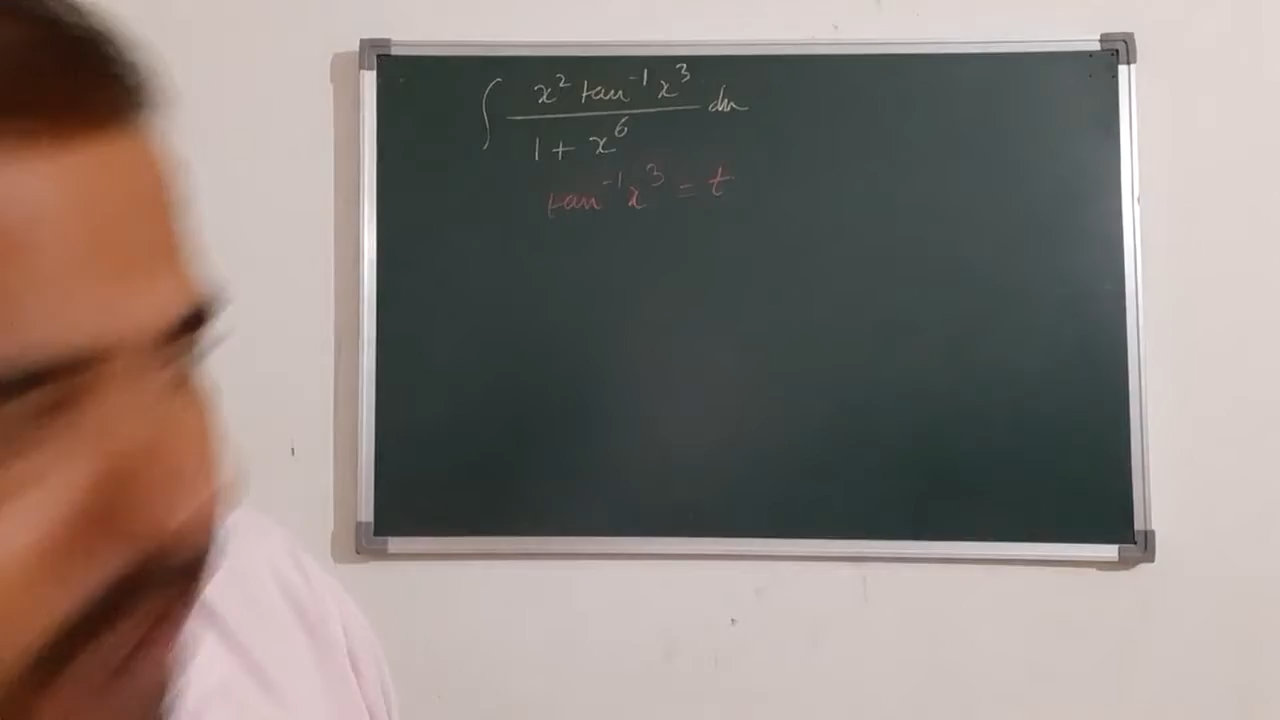 ∫ x² tan⁻¹ x³ / 1 + x⁶ dx
tan⁻¹ x³ = t